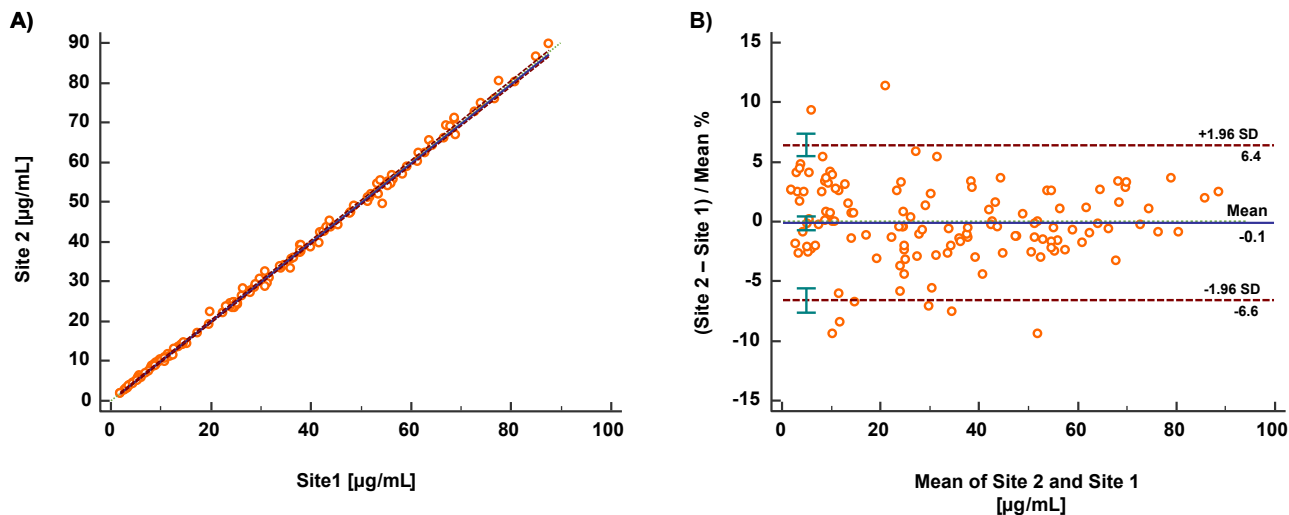 A)
90
80
70
60
50
40
30
20
10
0
Site 2 [µg/mL]
0 20 40 60 80 100
Site1 [µg/mL]
B)
15
10
5
0
-5
-10
-15
(Site 2 – Site 1) / Mean %
+1.96 SD
6.4
Mean
-0.1
-1.96 SD
-6.6
0 20 40 60 80 100
Mean of Site 2 and Site 1
[µg/mL]